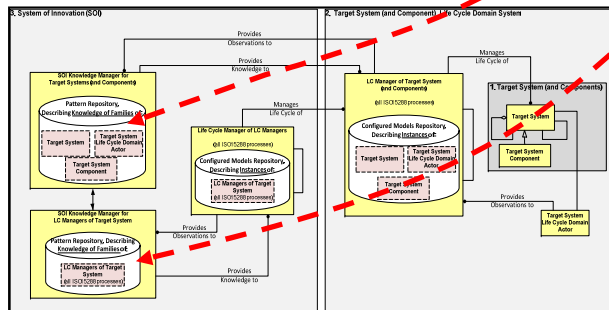 3. System of Innovation (SOI)
2. Target System (and Component) Life Cycle Domain System
Provides
Observations to
Provides
Knowledge to
Manages
Life Cycle of
SOI Knowledge Manager for
Target Systems (and Components)
Pattern Repository,
Describing Knowledge of Families of:
Target System
Target System
Life Cycle Domain
Actor
Target System
Component
Manages
Life Cycle of
Life Cycle Manager of LC Managers
(all ISO15288 processes)
Configured Models Repository,
Describing Instances of:
LC Managers of Target
System
(all ISO15288 processes)
LC Manager of Target System
(and Components)
(all ISO15288 processes)
Configured Models Repository,
Describing Instances of:
Target System
Target System
Life Cycle Domain
Actor
Target System
Component
1. Target System (and Components)
Target System
Target System
Component
SOI Knowledge Manager for
LC Managers of Target System
Pattern Repository, Describing
Knowledge of Families of:
LC Managers of Target
System
(all ISO15288 processes)
Provides
Observations to
Provides
Knowledge to
Provides
Observations to
Target System
Life Cycle Domain
Actor